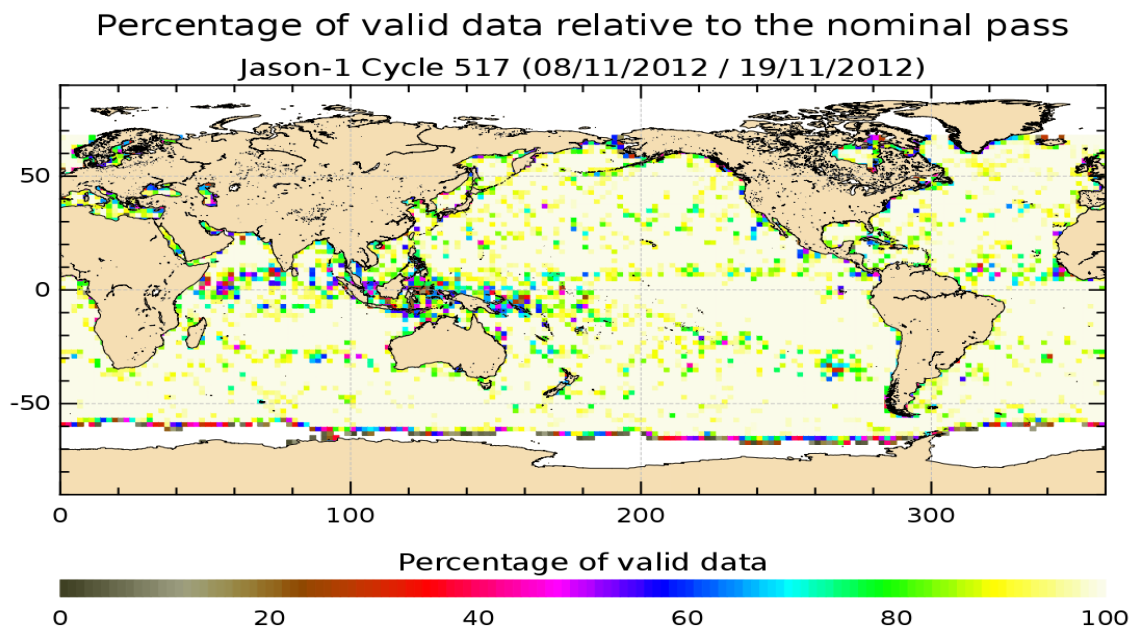 Percentage of valid data relative to the nominal pass
Jason-1 Cycle 517 (08/11/2012 / 19/11/2012)
50
0
-50
0 100 200 300
Percentage of valid data
0 20 40 60 80 100